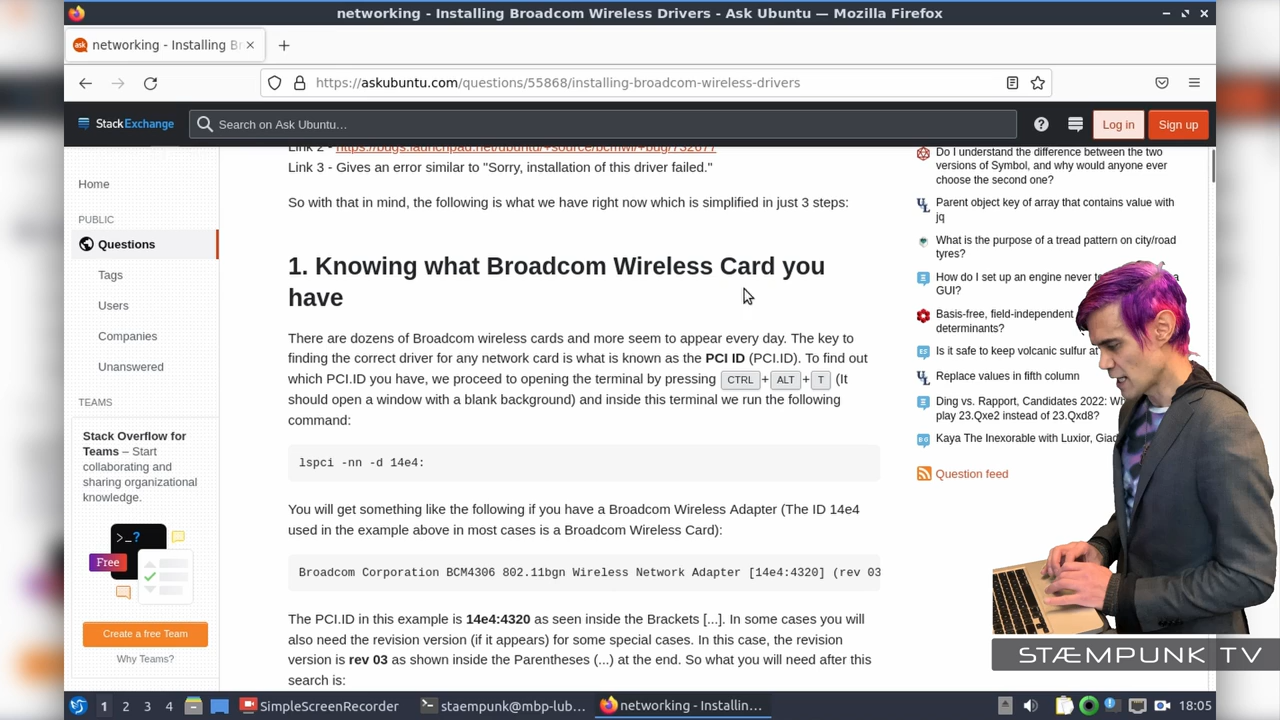 networking - Installing Broadcom Wireless Drivers - Ask Ubuntu — Mozilla Firefox
networking - Installing Br
https://askubuntu.com/questions/55868/installing-broadcom-wireless-drivers
StackExchange
Search on Ask Ubuntu…
Log in
Sign up
Home
PUBLIC
Questions
Tags
Users
Companies
Unanswered
TEAMS
Stack Overflow for
Teams – Start
collaborating and
sharing organizational
knowledge.
>_?
Free
Create a free Team
Why Teams?
Link 2 - https://bugs.launchpad.net/ubuntu/+source/bcmwl/+bug/732677
Link 3 - Gives an error similar to "Sorry, installation of this driver failed."
So with that in mind, the following is what we have right now which is simplified in just 3 steps:
1. Knowing what Broadcom Wireless Card you
have
There are dozens of Broadcom wireless cards and more seem to appear every day. The key to
finding the correct driver for any network card is what is known as the PCI ID (PCI.ID). To find out
which PCI.ID you have, we proceed to opening the terminal by pressing CTRL+ALT+T (It
should open a window with a blank background) and inside this terminal we run the following
command:
lspci -nn -d 14e4:
You will get something like the following if you have a Broadcom Wireless Adapter (The ID 14e4
used in the example above in most cases is a Broadcom Wireless Card):
Broadcom Corporation BCM4306 802.11bgn Wireless Network Adapter [14e4:4320] (rev 03
The PCI.ID in this example is 14e4:4320 as seen inside the Brackets [...]. In some cases you will
also need the revision version (if it appears) for some special cases. In this case, the revision
version is rev 03 as shown inside the Parentheses (...) at the end. So what you will need after this
search is:
Do I understand the difference between the two
versions of Symbol, and why would anyone ever
choose the second one?
Parent object key of array that contains value with
jq
What is the purpose of a tread pattern on city/road
tyres?
How do I set up an engine never to a
GUI?
Basis-free, field-independent
determinants?
Is it safe to keep volcanic sulfur at
Replace values in fifth column
Ding vs. Rapport, Candidates 2022:
play 23.Qxe2 instead of 23.Qxd8?
Kaya The Inexorable with Luxior,
Question feed
STÆMPUNK TV
1 2 3 4
SimpleScreenRecorder
staempunk@mbp-lub...
networking - Installin...
18:05